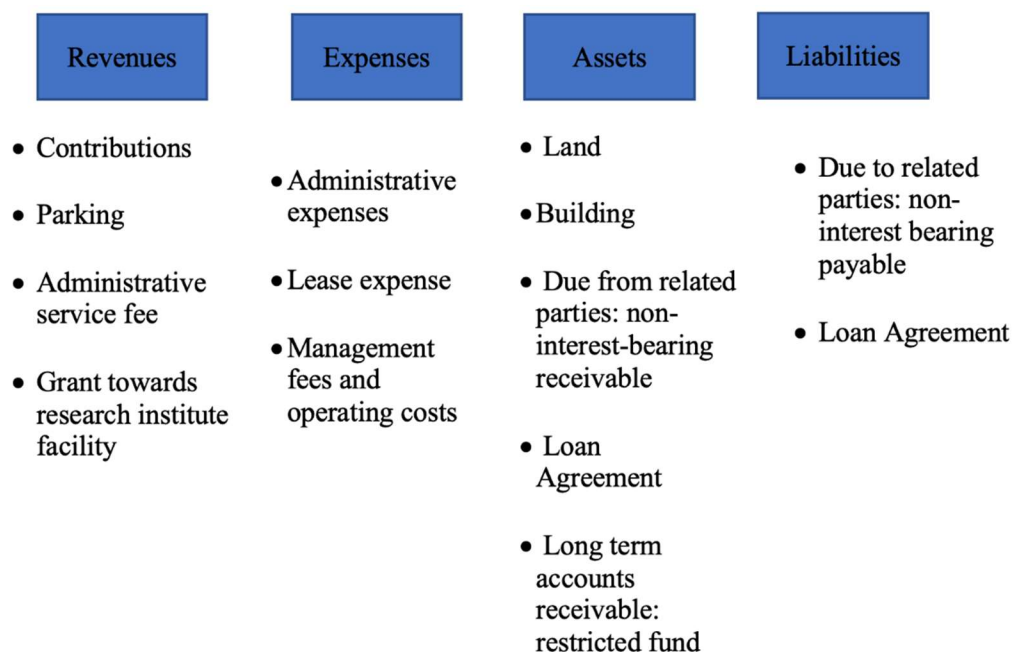 Revenues
Expenses
Assets
Liabilities
• Contributions
• Parking
• Administrative
service fee
• Grant towards
research institute
facility
• Administrative
expenses
• Lease expense
• Management
fees and
operating costs
• Land
• Building
• Due from related
parties: non-
interest-bearing
receivable
• Loan
Agreement
• Long term
accounts
receivable:
restricted fund
• Due to related
parties: non-
interest bearing
payable
• Loan Agreement